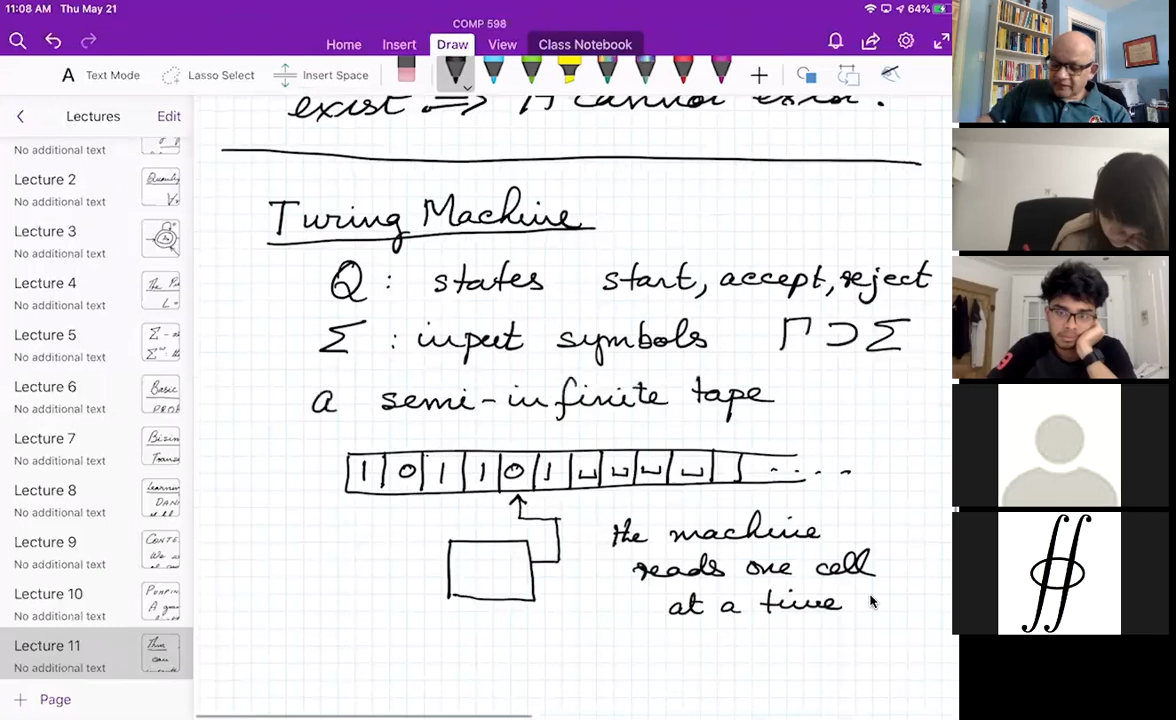 11:08 AM Thu May 21
64%
COMP 598
Home Insert Draw View Class Notebook
Text Mode Lasso Select Insert Space
Lectures Edit
No additional text
Lecture 2
No additional text
Lecture 3
No additional text
Lecture 4
No additional text
Lecture 5
No additional text
Lecture 6
No additional text
Lecture 7
No additional text
Lecture 8
No additional text
Lecture 9
No additional text
Lecture 10
No additional text
Lecture 11
No additional text
+ Page
exist ⟹ cannot exist.
Turing Machine
Q : states start, accept, reject
Σ : input symbols Γ ⊃ Σ
a semi-infinite tape
1 0 1 1 0 1 ␣ ␣ ␣ ␣ ....
the machine
reads one cell
at a time
∯